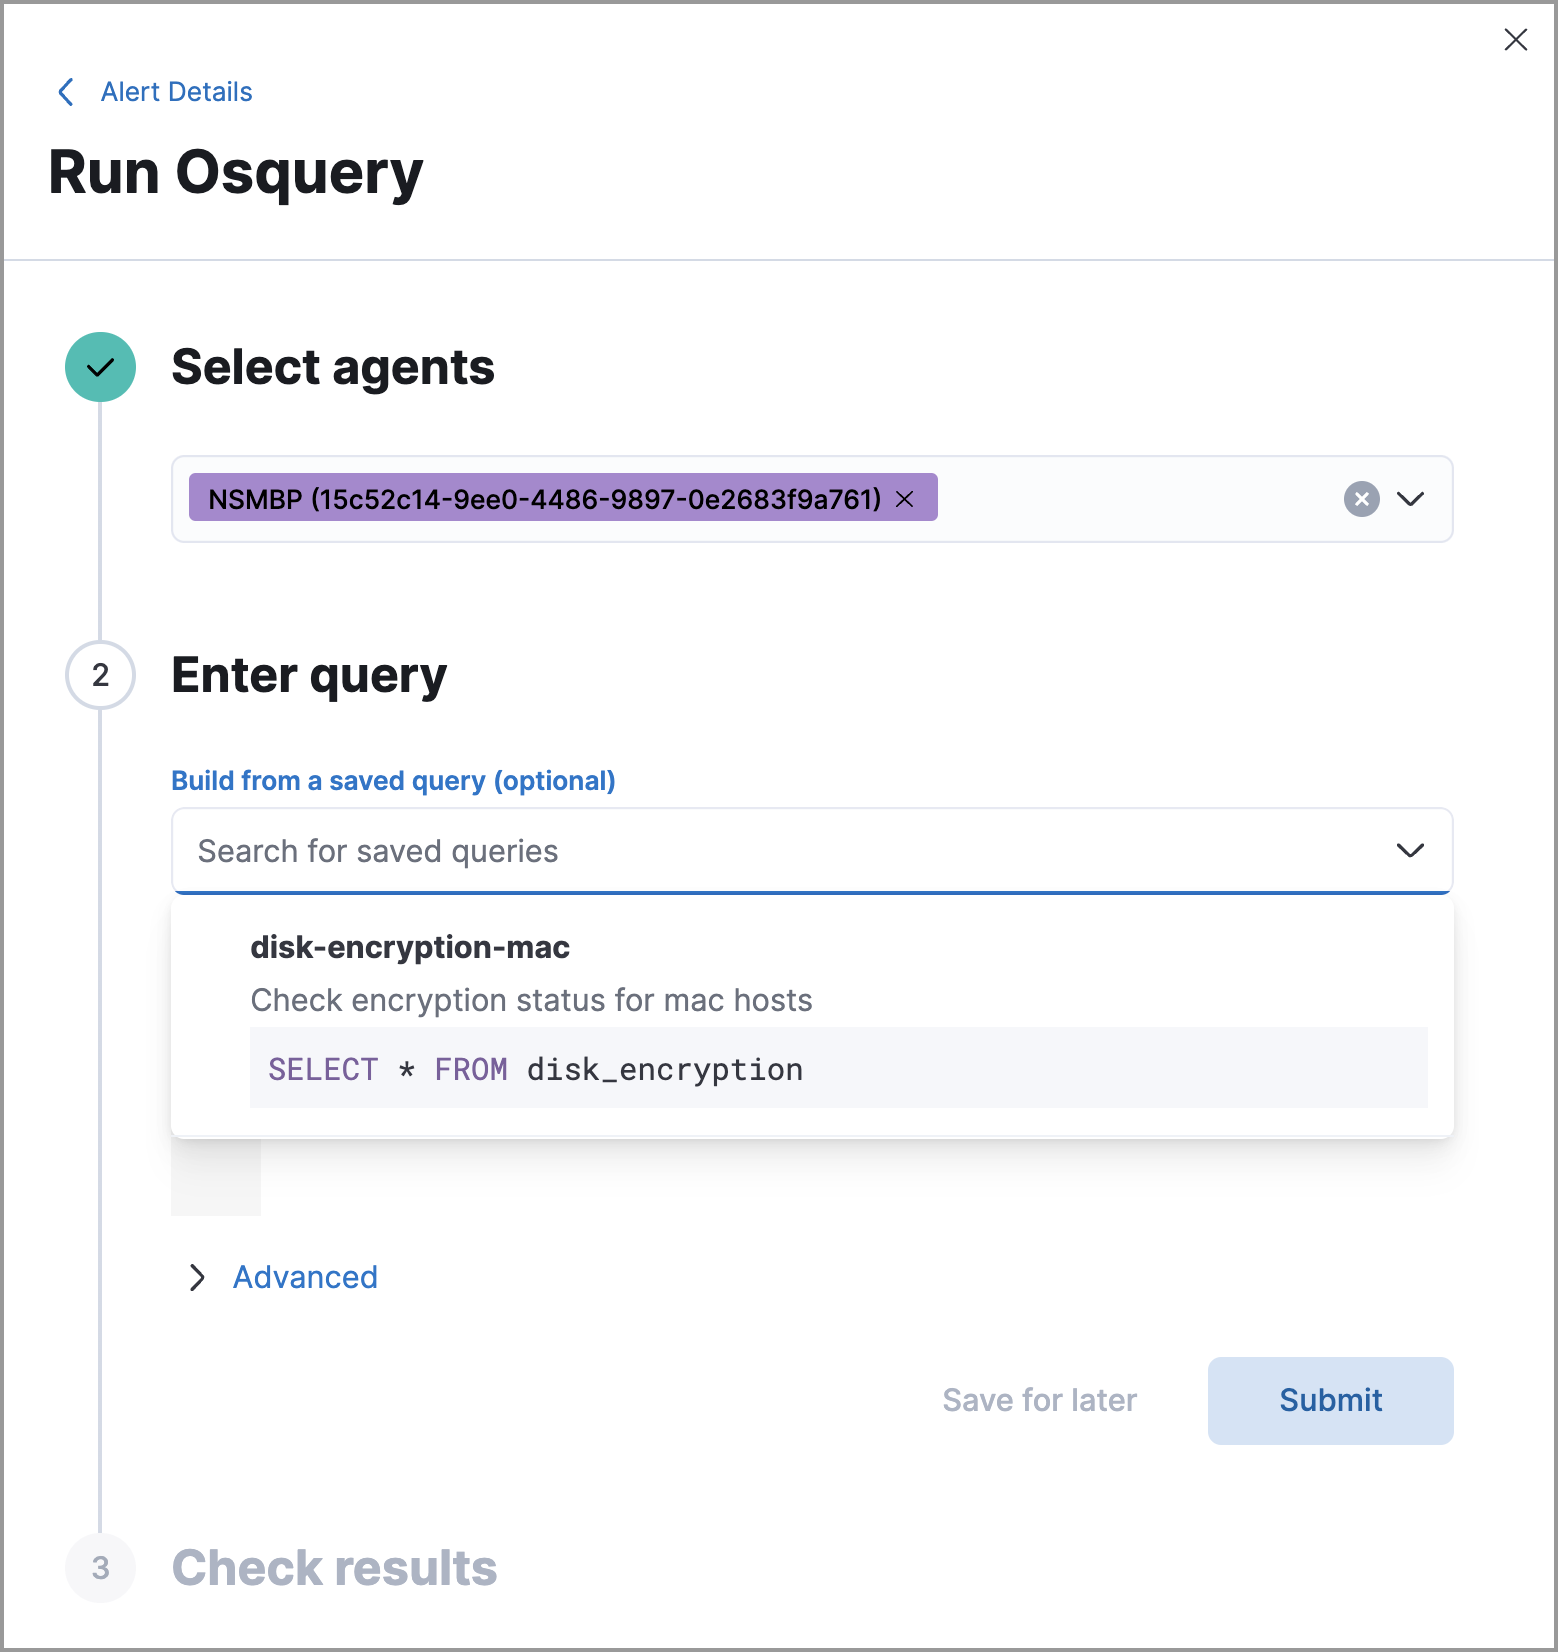 Alert Details
Run Osquery
Select agents
NSMBP (15c52c14-9ee0-4486-9897-0e2683f9a761)
2
Enter query
Build from a saved query (optional)
Search for saved queries
disk-encryption-mac
Check encryption status for mac hosts
SELECT * FROM disk_encryption
Advanced
Save for later
Submit
3
Check results